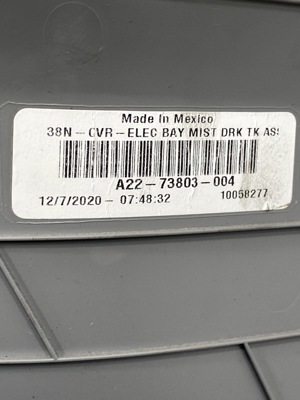 Made In Mexico
38N-CVR-ELEC BAY MIST DRK TK ASS
A22-73803-004
12/7/2020 - 07:48:32 10058277